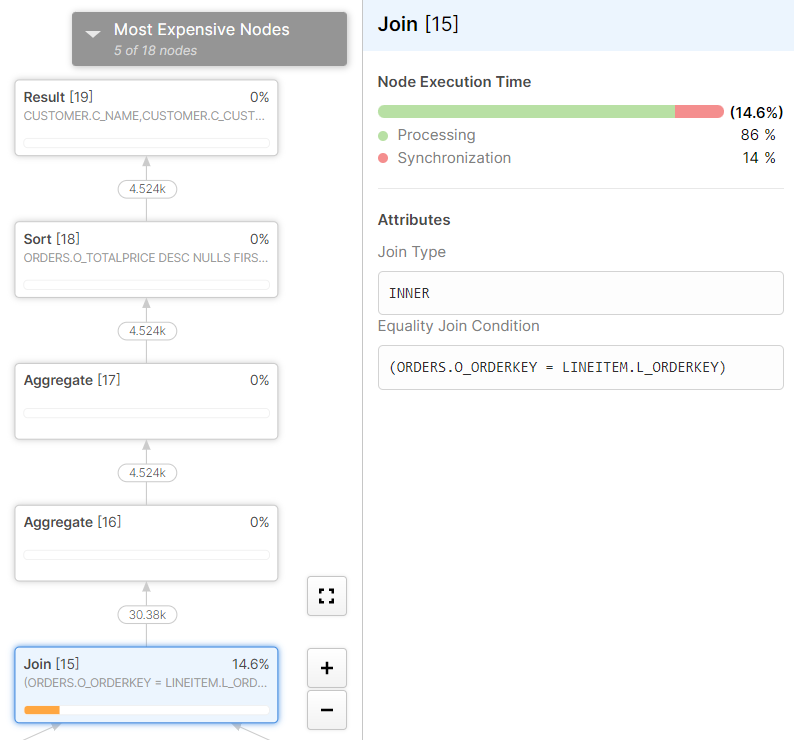 Most Expensive Nodes
5 of 18 nodes
Result [19] 0%
CUSTOMER.C_NAME,CUSTOMER.C_CUST...
4.524k
Sort [18] 0%
ORDERS.O_TOTALPRICE DESC NULLS FIRS...
4.524k
Aggregate [17] 0%
4.524k
Aggregate [16] 0%
30.38k
Join [15] 14.6%
(ORDERS.O_ORDERKEY = LINEITEM.L_ORD...
+
−
Join [15]
Node Execution Time
(14.6%)
Processing 86 %
Synchronization 14 %
Attributes
Join Type
INNER
Equality Join Condition
(ORDERS.O_ORDERKEY = LINEITEM.L_ORDERKEY)